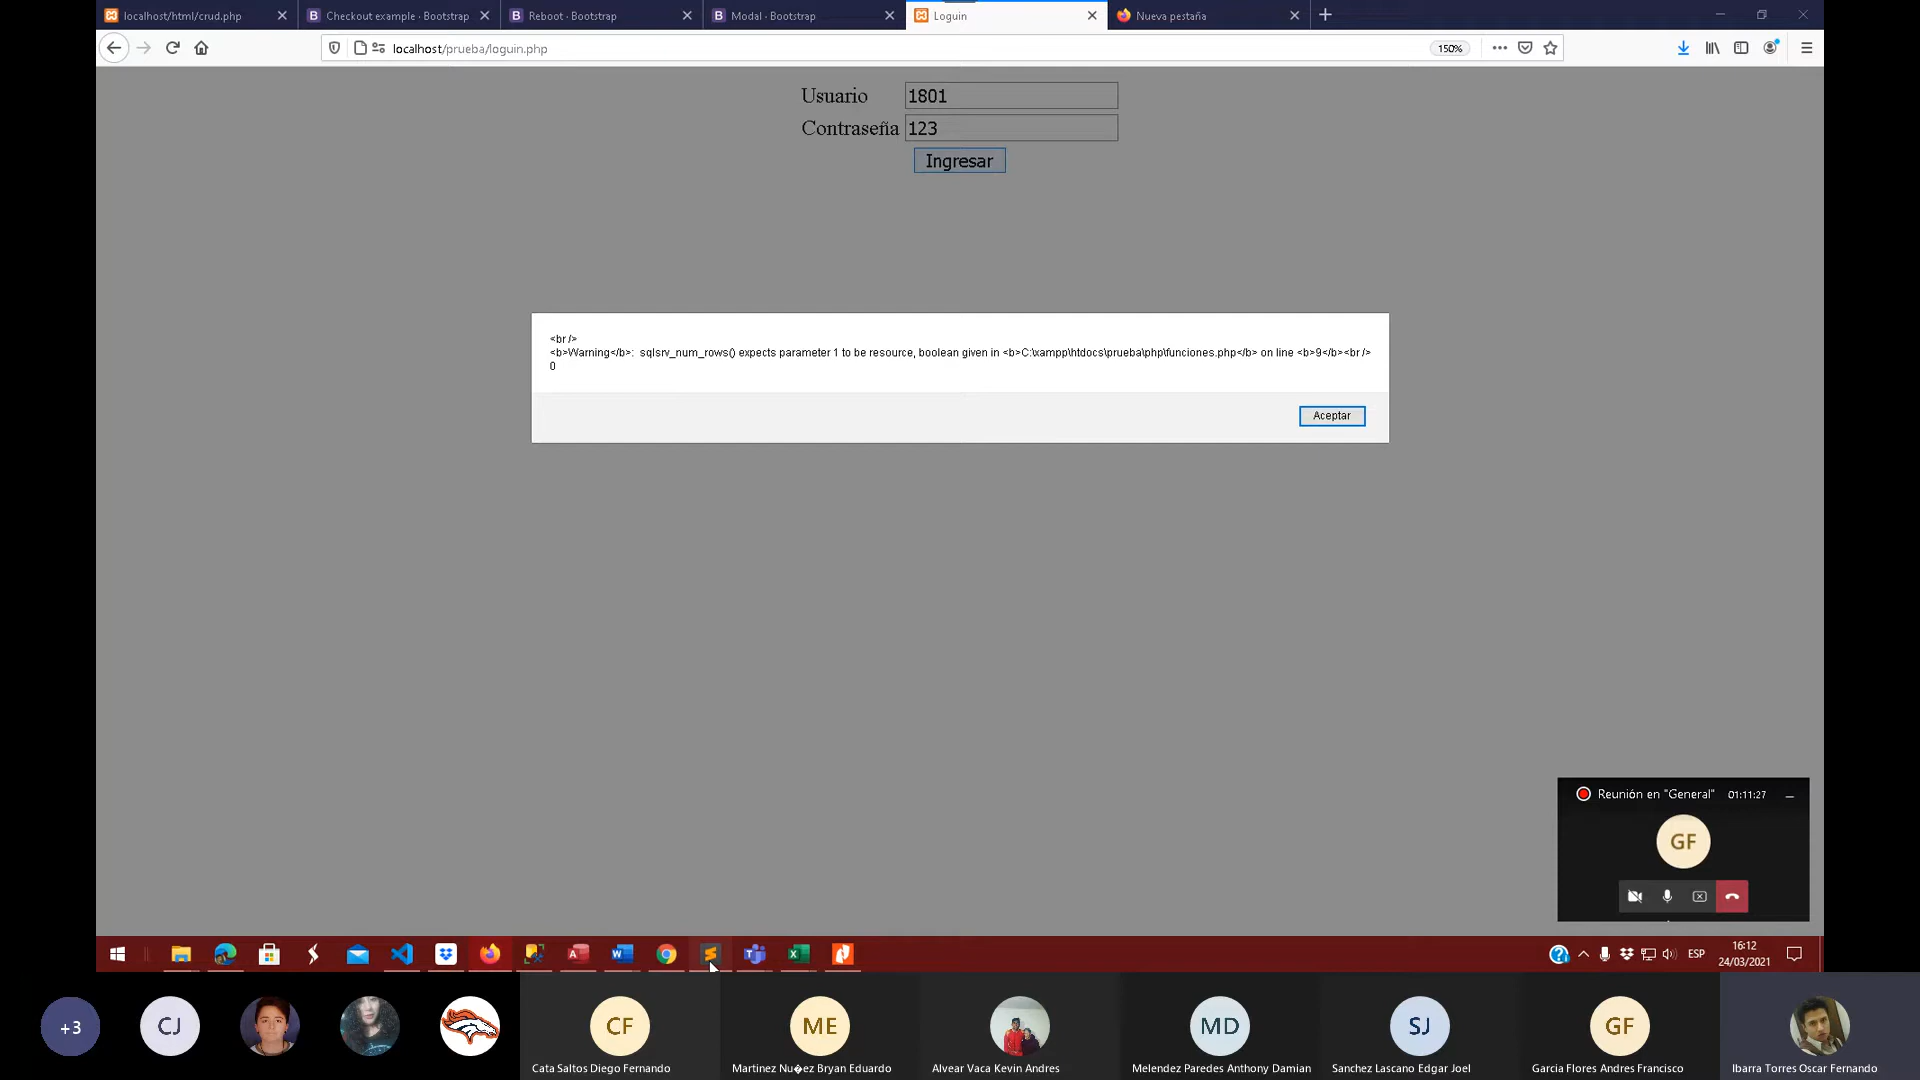 localhost/html/crud.php
Checkout example · Bootstrap
Reboot · Bootstrap
Modal · Bootstrap
Loguin
Nueva pestaña
localhost/prueba/loguin.php
150%
Usuario 1801
Contraseña 123
Ingresar
<br />
<b>Warning</b>:  sqlsrv_num_rows() expects parameter 1 to be resource, boolean given in <b>C:\xampp\htdocs\prueba\php\funciones.php</b> on line <b>9</b><br />
0
Aceptar
Reunión en "General" 01:11:27
GF
ESP
16:12
24/03/2021
+3
CJ
CF
ME
MD
SJ
GF
Cata Saltos Diego Fernando
Martinez Nu�ez Bryan Eduardo
Alvear Vaca Kevin Andres
Melendez Paredes Anthony Damian
Sanchez Lascano Edgar Joel
Garcia Flores Andres Francisco
Ibarra Torres Oscar Fernando